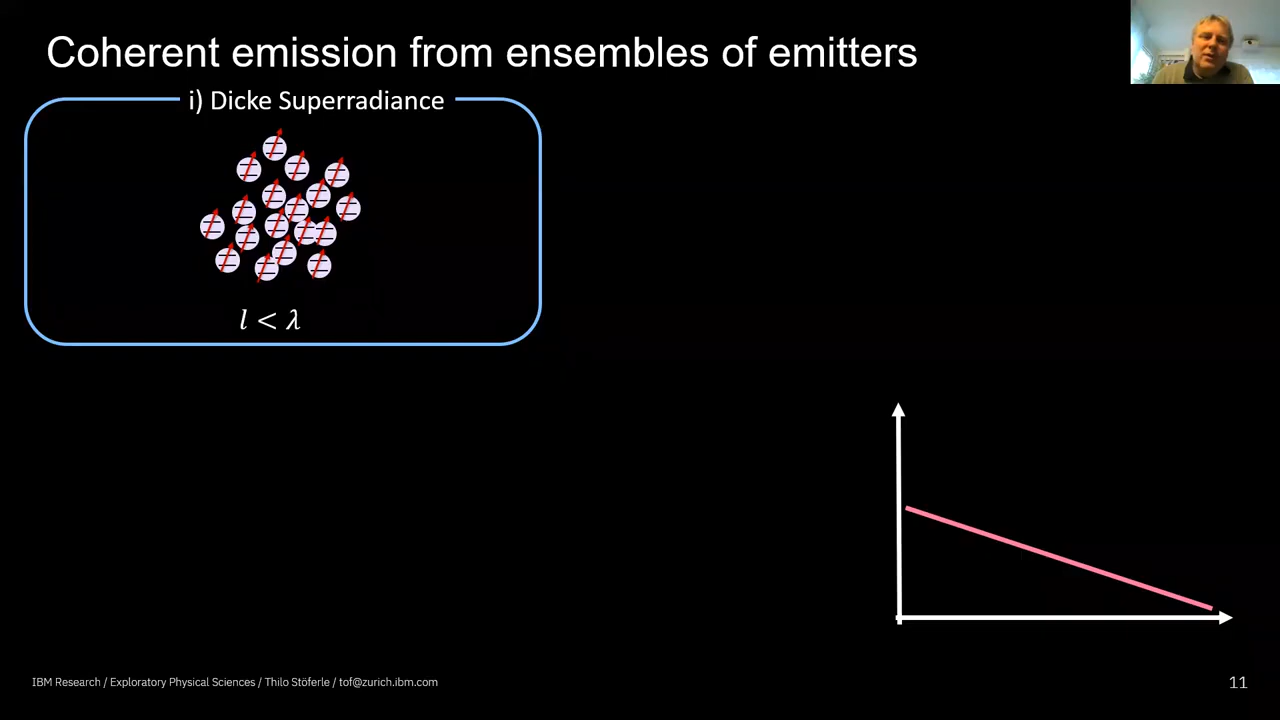 Coherent emission from ensembles of emitters
i) Dicke Superradiance
l < λ
IBM Research / Exploratory Physical Sciences / Thilo Stöferle / tof@zurich.ibm.com
11